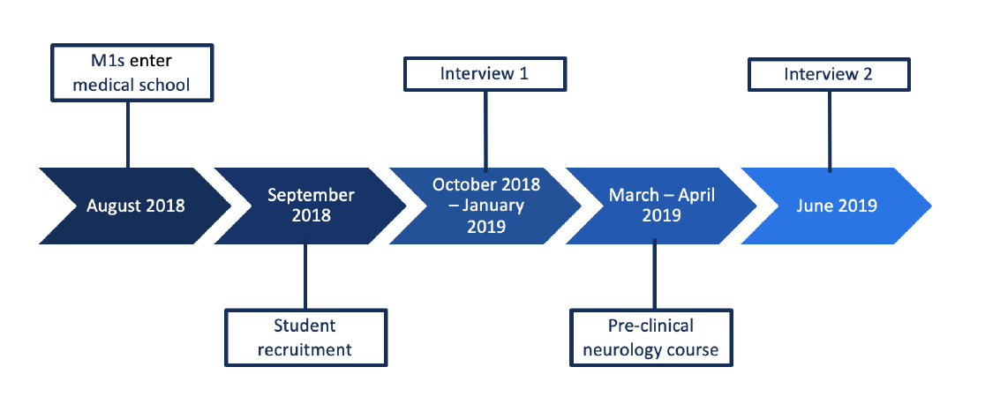 M1s enter
medical school
Interview 1
Interview 2
August 2018
September
2018
October 2018
– January
2019
March – April
2019
June 2019
Student
recruitment
Pre-clinical
neurology course